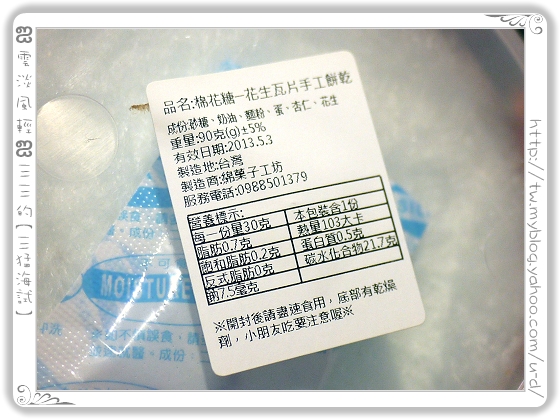 雲淡風輕
三三三的【三猛海試】
品名:棉花糖一花生瓦片手工餅乾
成份:砂糖、奶油、麵粉、蛋、杏仁、花生
重量:90克(g)±5%
有效日期:2013.5.3
製造地:台灣
製造商:綿菓子工坊
服務電話:0988501379
營養標示:
每一份量30克 本包裝含1份
脂肪0.7克 熱量103大卡
飽和脂肪0.2克 蛋白質0.5克
反式脂肪0克 碳水化合物21.7克
鈉7.5毫克
※開封後請盡速食用,底部有乾燥
劑,小朋友吃要注意喔※
MOISTURE
http://tw.myblog.yahoo.com/u-d/